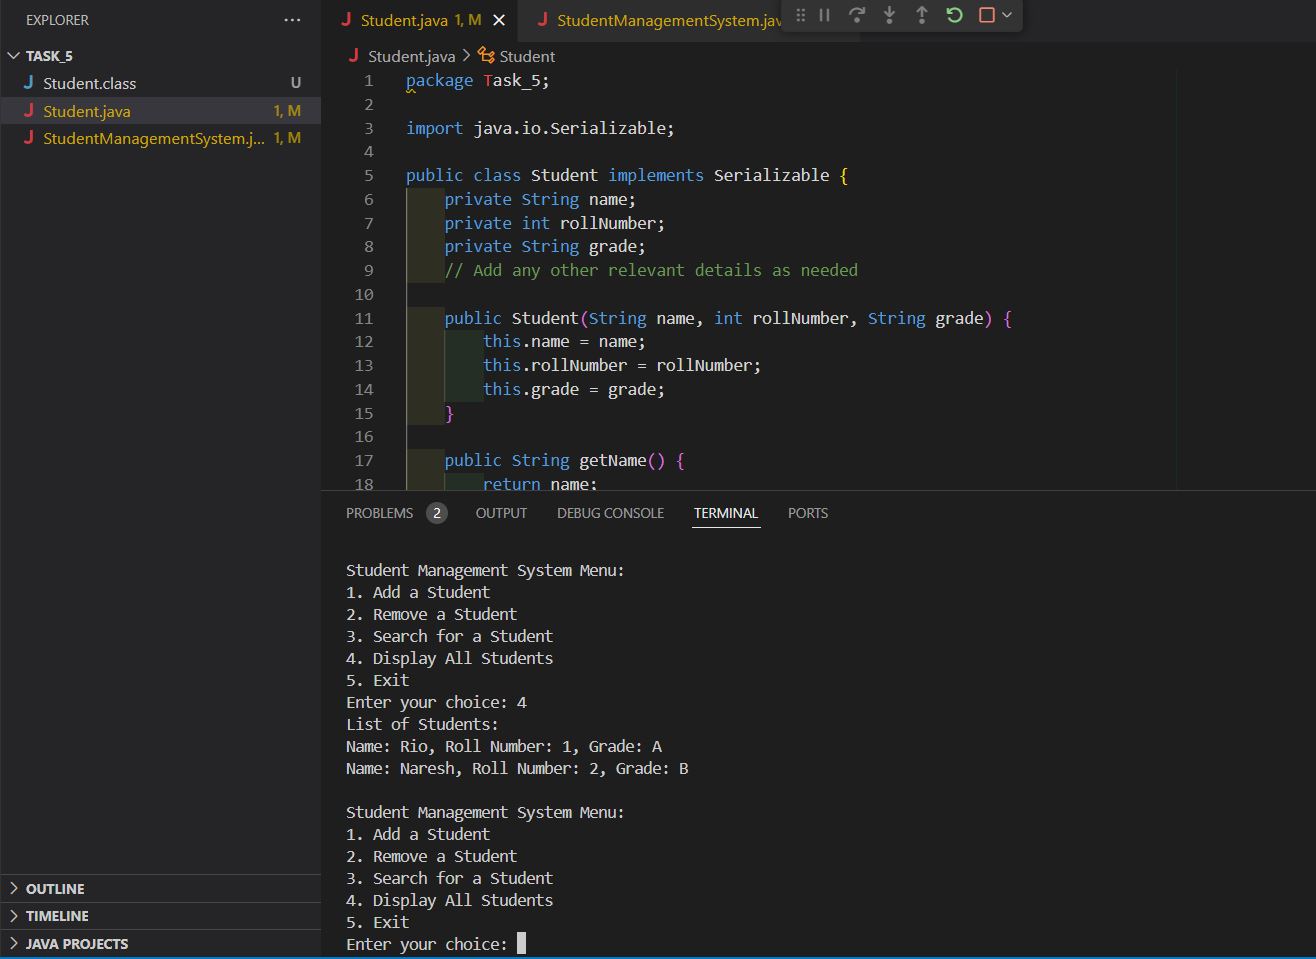 EXPLORER
TASK_5
Student.class U
Student.java 1, M
StudentManagementSystem.j... 1, M
OUTLINE
TIMELINE
JAVA PROJECTS
Student.java 1, M
StudentManagementSystem.jav
Student.java > Student
1 package Task_5;
2
3 import java.io.Serializable;
4
5 public class Student implements Serializable {
6 private String name;
7 private int rollNumber;
8 private String grade;
9 // Add any other relevant details as needed
10
11 public Student(String name, int rollNumber, String grade) {
12 this.name = name;
13 this.rollNumber = rollNumber;
14 this.grade = grade;
15 }
16
17 public String getName() {
18 return name;
PROBLEMS 2 OUTPUT DEBUG CONSOLE TERMINAL PORTS
Student Management System Menu:
1. Add a Student
2. Remove a Student
3. Search for a Student
4. Display All Students
5. Exit
Enter your choice: 4
List of Students:
Name: Rio, Roll Number: 1, Grade: A
Name: Naresh, Roll Number: 2, Grade: B
Student Management System Menu:
1. Add a Student
2. Remove a Student
3. Search for a Student
4. Display All Students
5. Exit
Enter your choice: